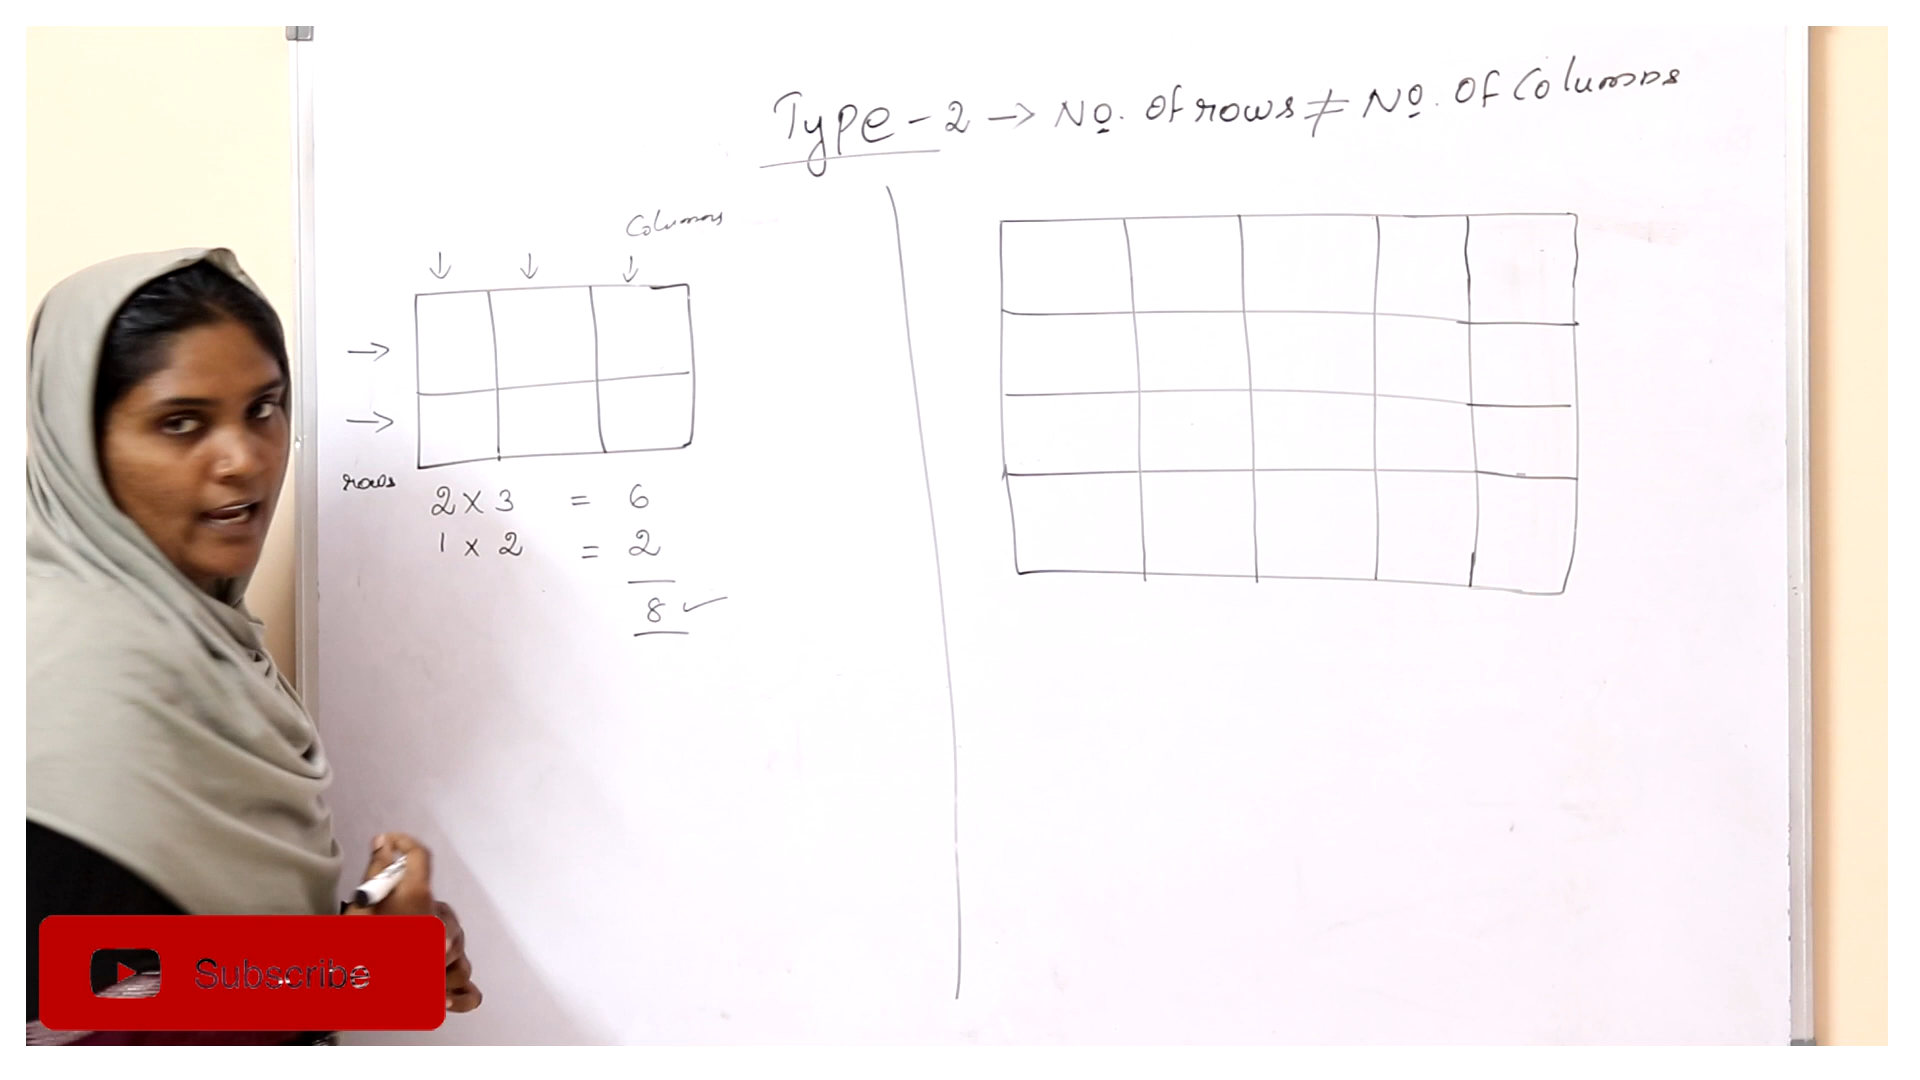 Type - 2 → No. of rows ≠ No. of Columns
Columns
rows
2 × 3 = 6
1 × 2 = 2
8
Subscribe